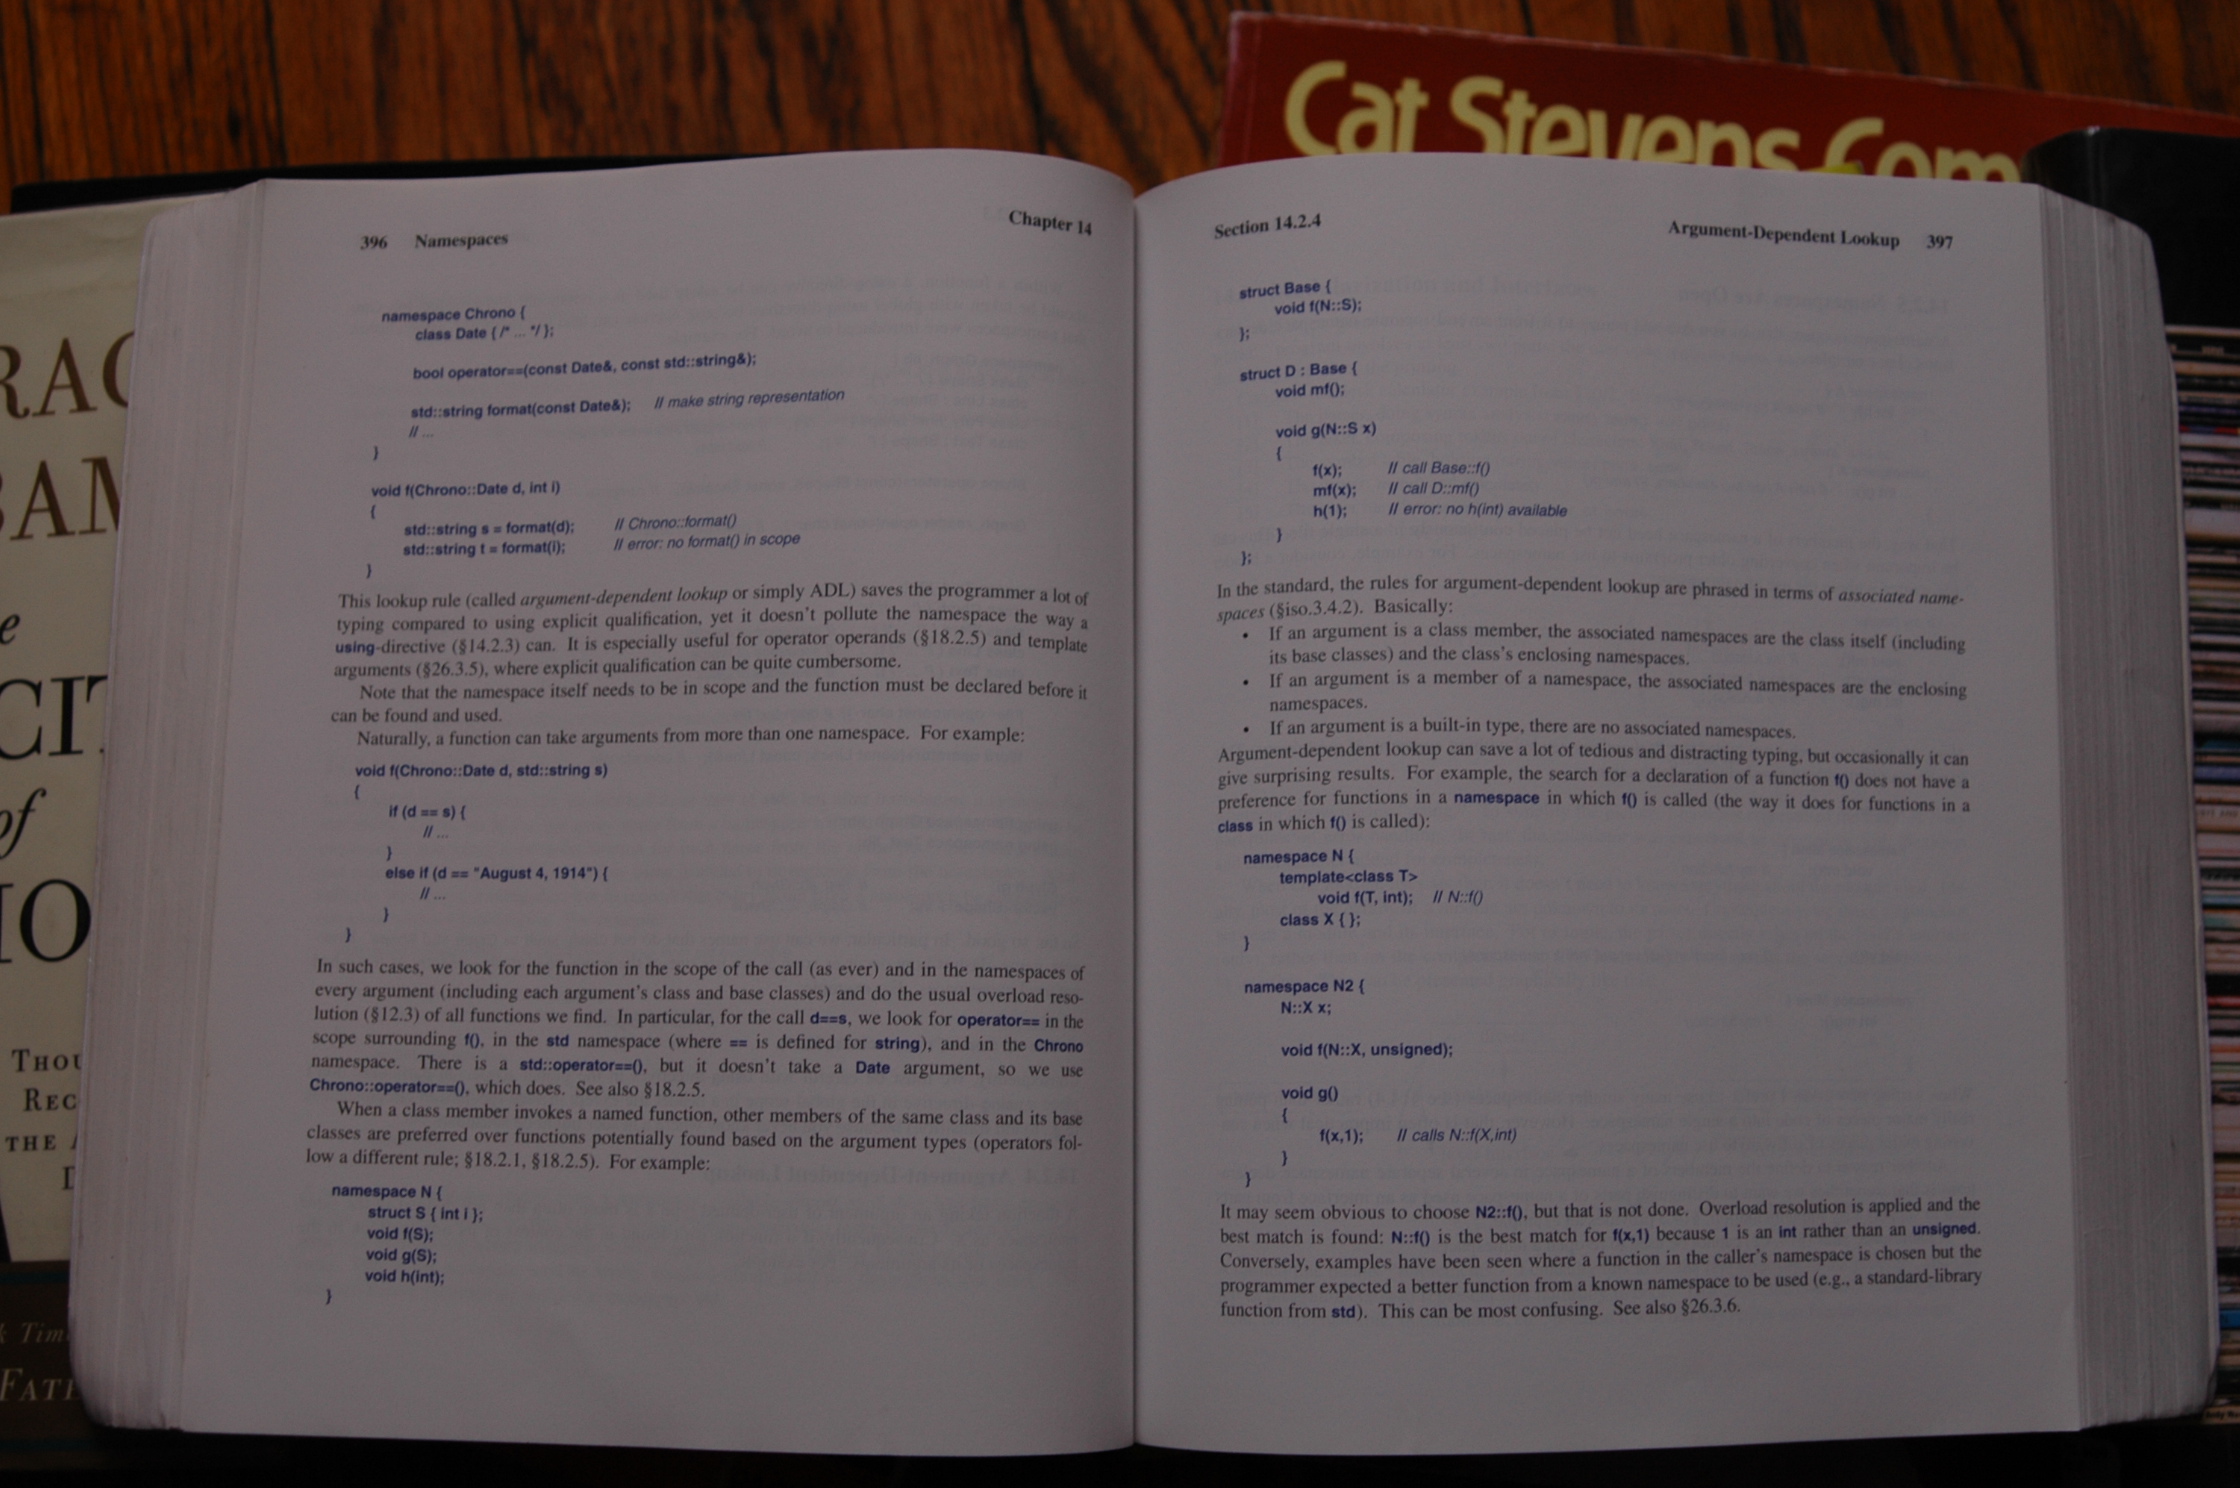 396 Namespaces Chapter 14
namespace Chrono {
class Date { /* ... */ };
bool operator==(const Date&, const std::string&);
std::string format(const Date&); // make string representation
// ...
}
void f(Chrono::Date d, int i)
{
std::string s = format(d); // Chrono::format()
std::string t = format(i); // error: no format() in scope
}
This lookup rule (called argument-dependent lookup or simply ADL) saves the programmer a lot of
typing compared to using explicit qualification, yet it doesn't pollute the namespace the way a
using-directive (§14.2.3) can. It is especially useful for operator operands (§18.2.5) and template
arguments (§26.3.5), where explicit qualification can be quite cumbersome.
Note that the namespace itself needs to be in scope and the function must be declared before it
can be found and used.
Naturally, a function can take arguments from more than one namespace. For example:
void f(Chrono::Date d, std::string s)
{
if (d == s) {
// ...
}
else if (d == "August 4, 1914") {
// ...
}
}
In such cases, we look for the function in the scope of the call (as ever) and in the namespaces of
every argument (including each argument's class and base classes) and do the usual overload reso-
lution (§12.3) of all functions we find. In particular, for the call d==s, we look for operator== in the
scope surrounding f(), in the std namespace (where == is defined for string), and in the Chrono
namespace. There is a std::operator==(), but it doesn't take a Date argument, so we use
Chrono::operator==(), which does. See also §18.2.5.
When a class member invokes a named function, other members of the same class and its base
classes are preferred over functions potentially found based on the argument types (operators fol-
low a different rule; §18.2.1, §18.2.5). For example:
namespace N {
struct S { int i };
void f(S);
void g(S);
void h(int);
}
Section 14.2.4 Argument-Dependent Lookup 397
struct Base {
void f(N::S);
};
struct D : Base {
void mf();
void g(N::S x)
{
f(x); // call Base::f()
mf(x); // call D::mf()
h(1); // error: no h(int) available
}
};
In the standard, the rules for argument-dependent lookup are phrased in terms of associated name-
spaces (§iso.3.4.2). Basically:
• If an argument is a class member, the associated namespaces are the class itself (including
its base classes) and the class's enclosing namespaces.
• If an argument is a member of a namespace, the associated namespaces are the enclosing
namespaces.
• If an argument is a built-in type, there are no associated namespaces.
Argument-dependent lookup can save a lot of tedious and distracting typing, but occasionally it can
give surprising results. For example, the search for a declaration of a function f() does not have a
preference for functions in a namespace in which f() is called (the way it does for functions in a
class in which f() is called):
namespace N {
template<class T>
void f(T, int); // N::f()
class X { };
}
namespace N2 {
N::X x;
void f(N::X, unsigned);
void g()
{
f(x,1); // calls N::f(X,int)
}
}
It may seem obvious to choose N2::f(), but that is not done. Overload resolution is applied and the
best match is found: N::f() is the best match for f(x,1) because 1 is an int rather than an unsigned.
Conversely, examples have been seen where a function in the caller's namespace is chosen but the
programmer expected a better function from a known namespace to be used (e.g., a standard-library
function from std). This can be most confusing. See also §26.3.6.
Cat Stevens
THE